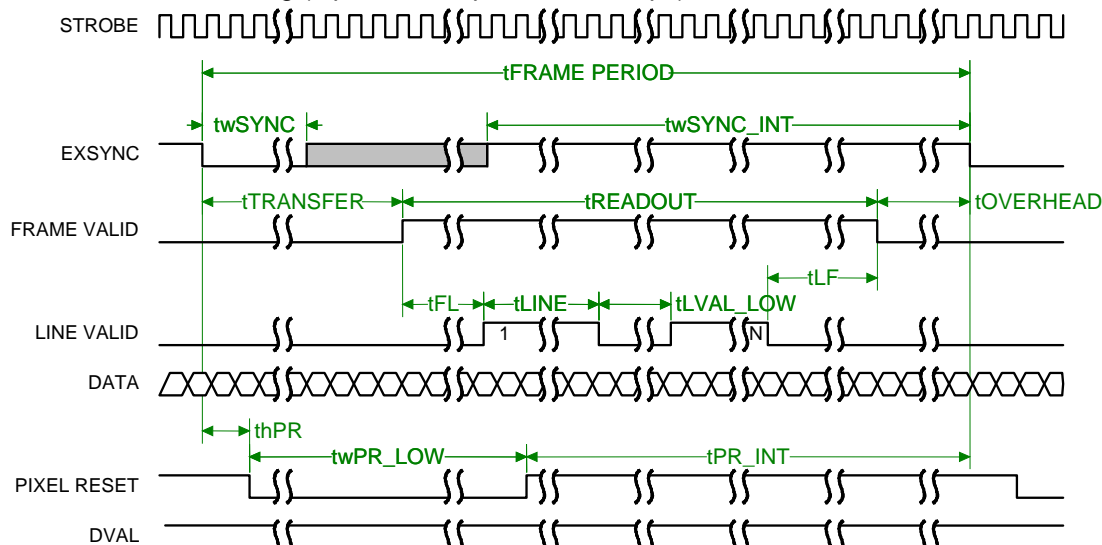 STROBE
tFRAME PERIOD
twSYNC
twSYNC_INT
EXSYNC
tTRANSFER
tREADOUT
tOVERHEAD
FRAME VALID
tLF
tFL
tLINE
tLVAL_LOW
LINE VALID
1
N
DATA
thPR
twPR_LOW
tPR_INT
PIXEL RESET
DVAL